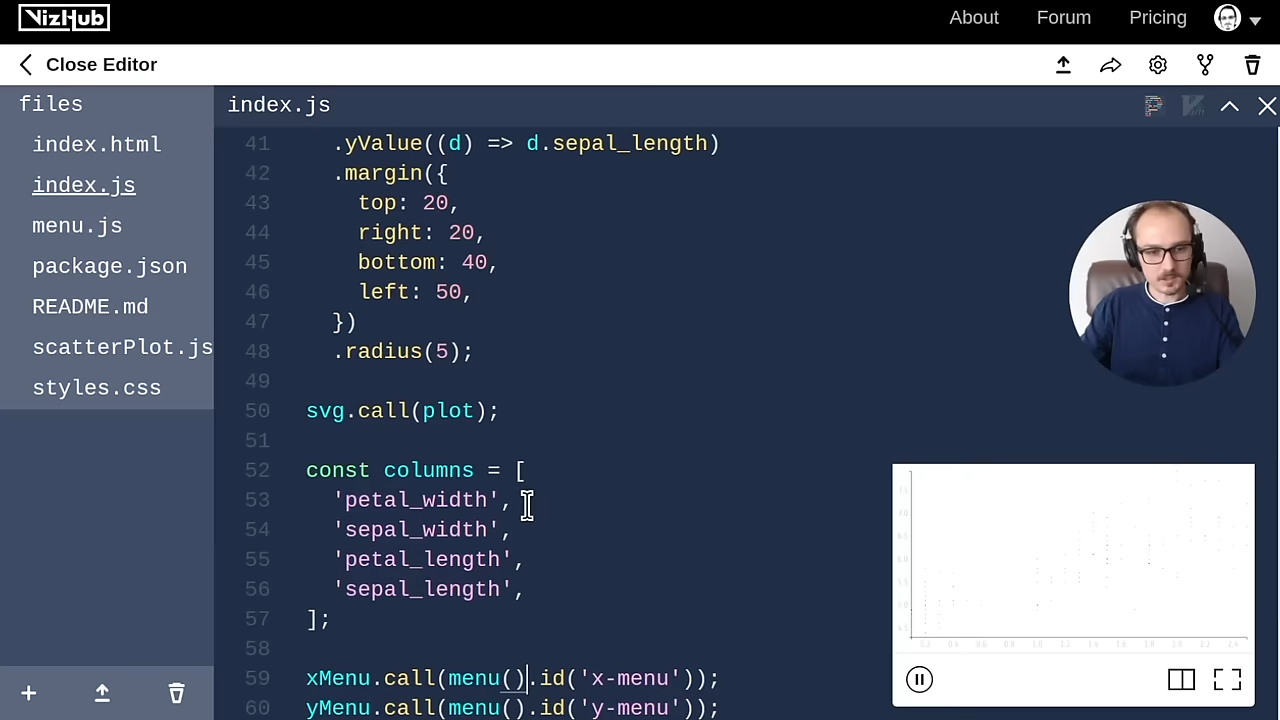 VizHub
About Forum Pricing
Close Editor
files
index.html
index.js
menu.js
package.json
README.md
scatterPlot.js
styles.css
index.js
41 .yValue((d) => d.sepal_length)
42 .margin({
43 top: 20,
44 right: 20,
45 bottom: 40,
46 left: 50,
47 })
48 .radius(5);
49
50 svg.call(plot);
51
52 const columns = [
53 'petal_width',
54 'sepal_width',
55 'petal_length',
56 'sepal_length',
57 ];
58
59 xMenu.call(menu().id('x-menu'));
60 yMenu.call(menu().id('y-menu'));